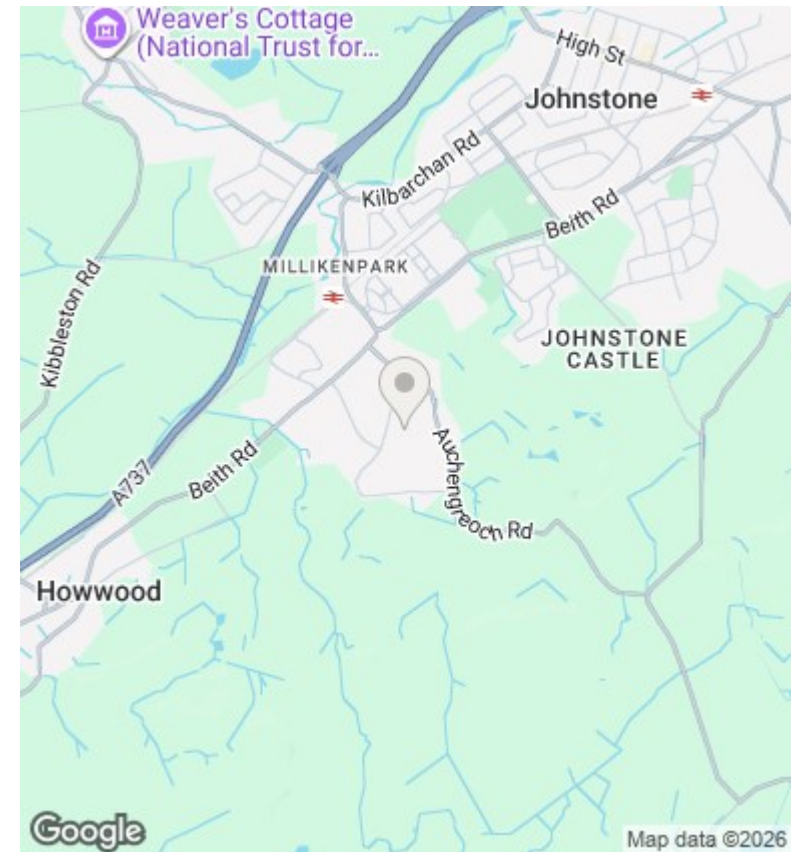 Weaver's Cottage
(National Trust for...
High St
Johnstone
Kilbarchan Rd
Beith Rd
MILLIKENPARK
Kibbleston Rd
JOHNSTONE
CASTLE
Auchengreoch Rd
Beith Rd
A737
Howwood
Google
Map data ©2026